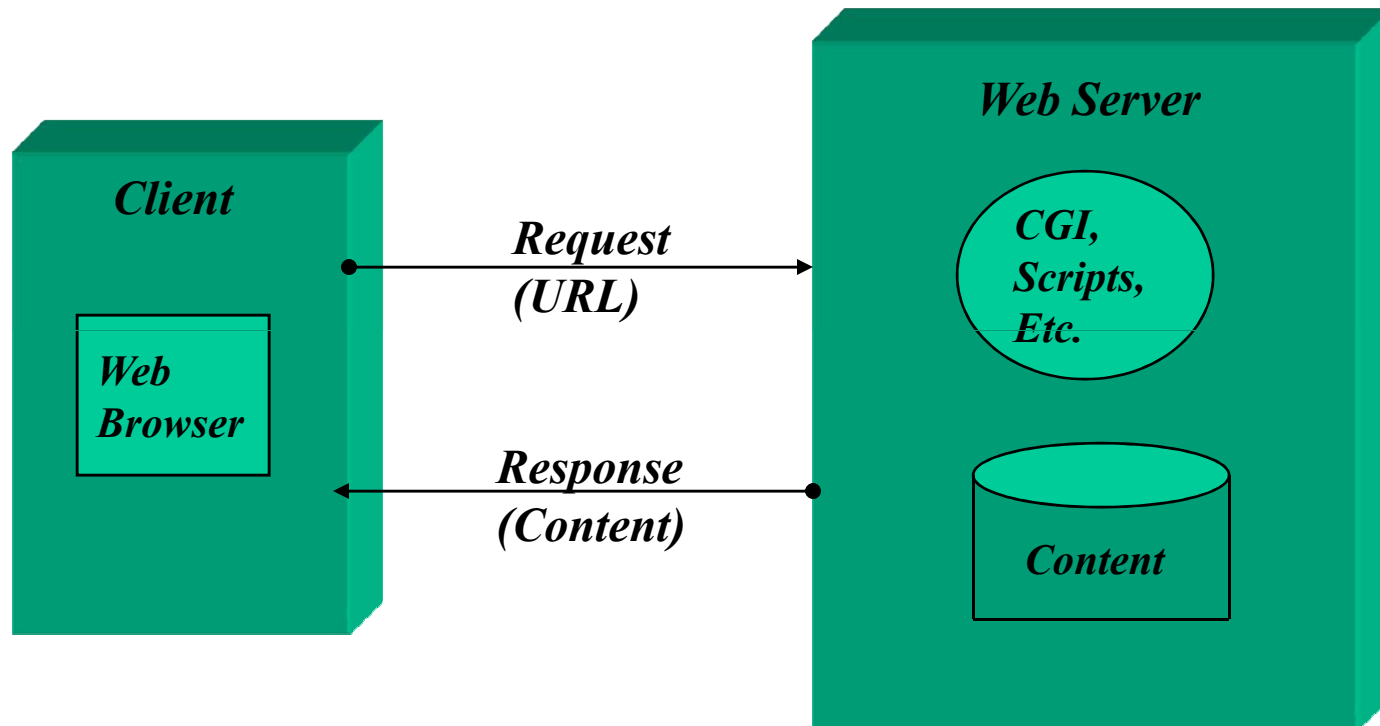 Client
Web
Browser
Request
(URL)
Response
(Content)
Web Server
CGI,
Scripts,
Etc.
Content